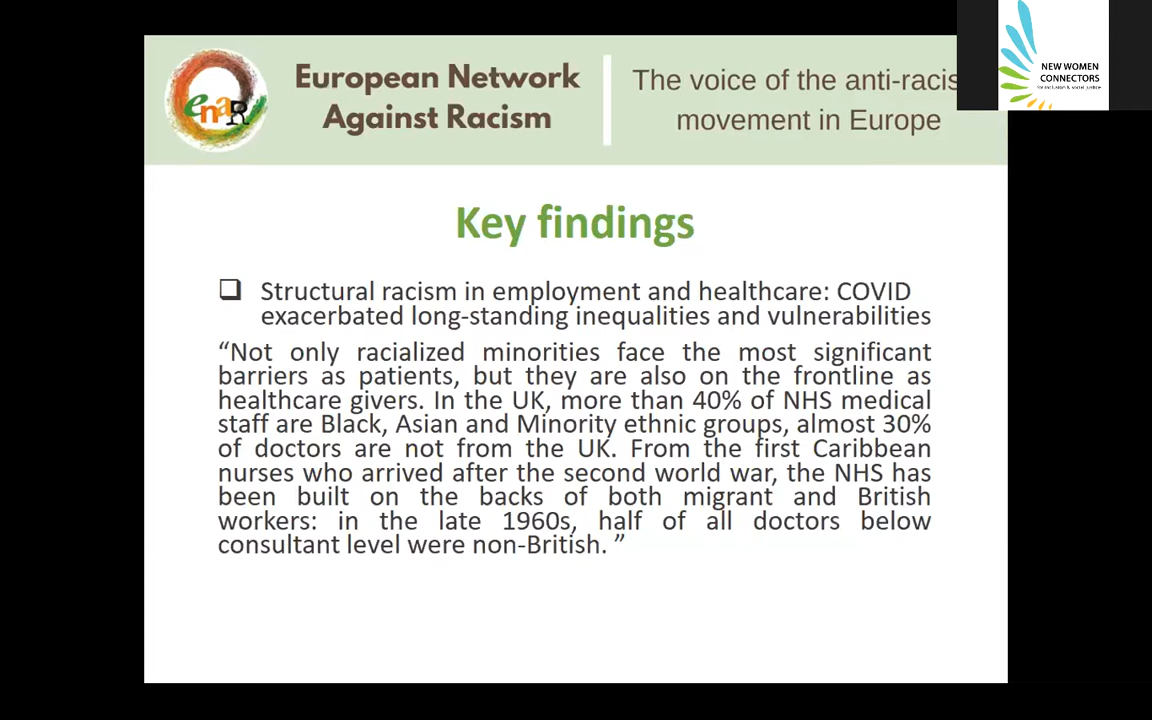 enaR
European Network
Against Racism
The voice of the anti-racis
movement in Europe
NEW WOMEN
CONNECTORS
for inclusion & social justice
Key findings
Structural racism in employment and healthcare: COVID
exacerbated long-standing inequalities and vulnerabilities
“Not only racialized minorities face the most significant
barriers as patients, but they are also on the frontline as
healthcare givers. In the UK, more than 40% of NHS medical
staff are Black, Asian and Minority ethnic groups, almost 30%
of doctors are not from the UK. From the first Caribbean
nurses who arrived after the second world war, the NHS has
been built on the backs of both migrant and British
workers: in the late 1960s, half of all doctors below
consultant level were non-British. ”